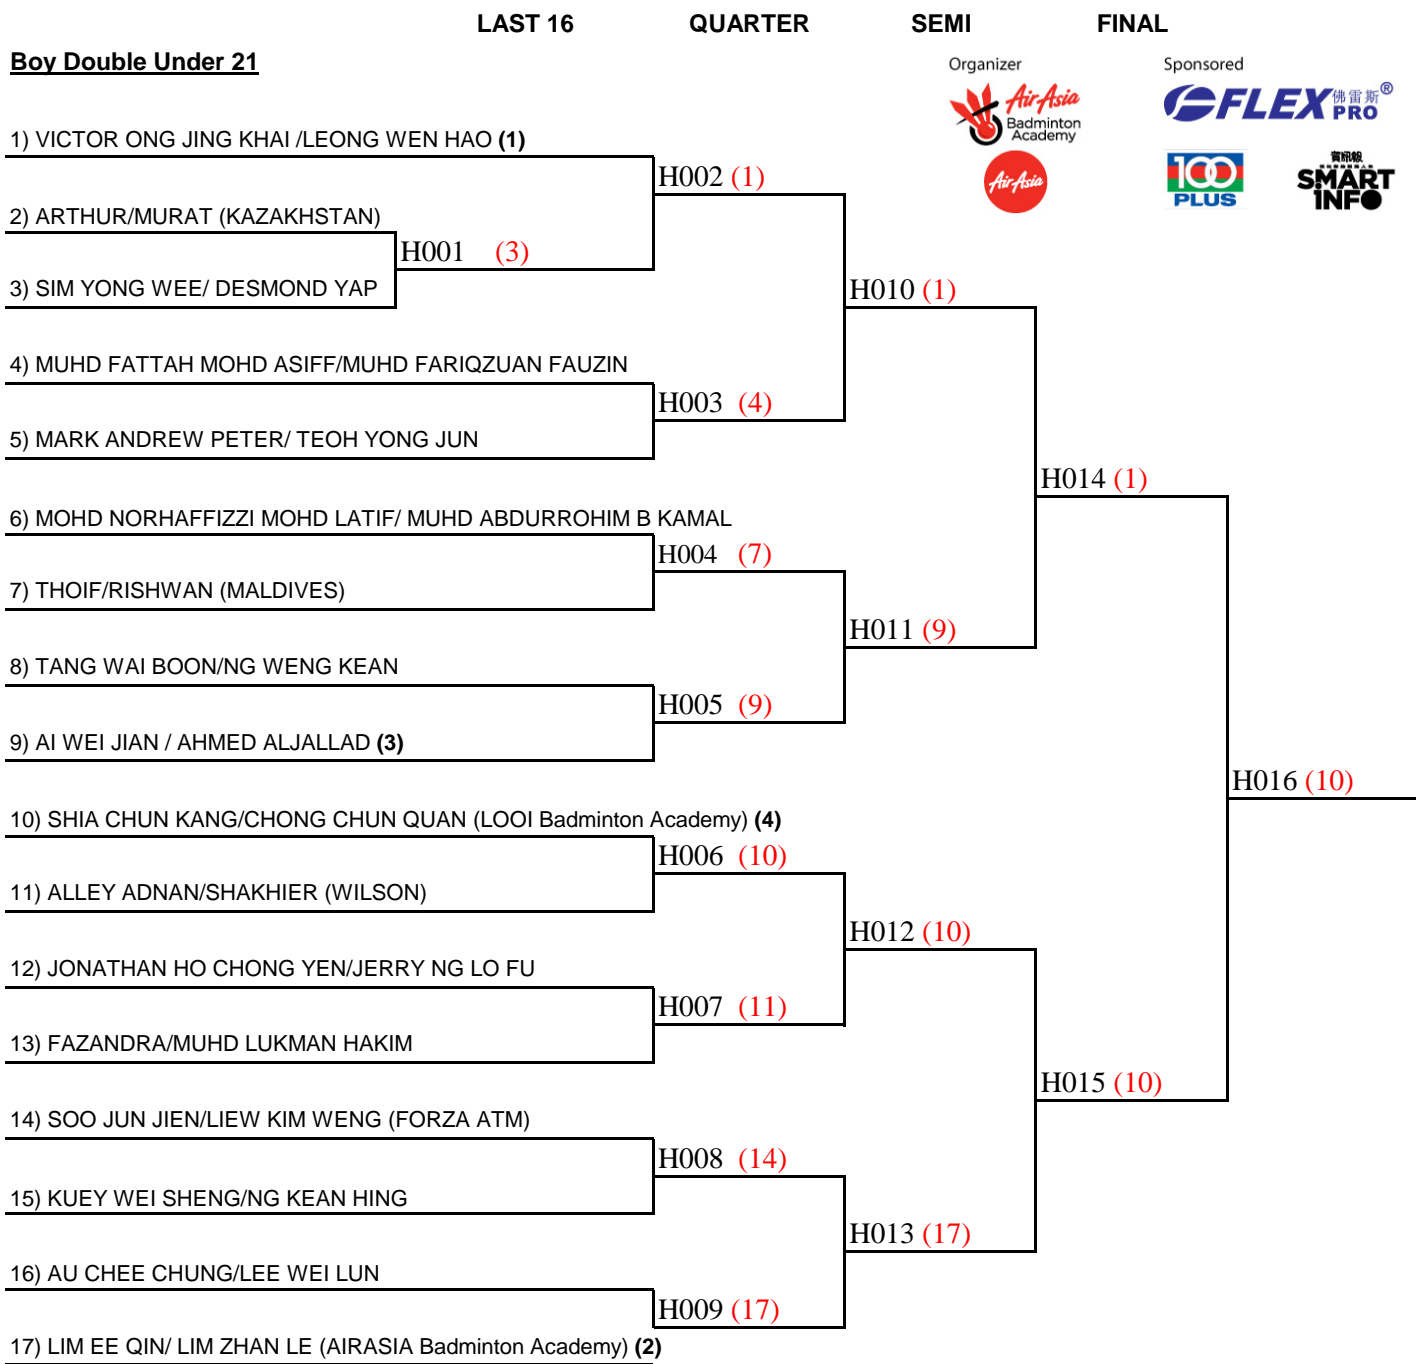 LAST 16 QUARTER SEMI FINAL
Boy Double Under 21
Organizer Sponsored
AirAsia
Badminton
Academy
FLEX PRO 佛雷斯®
AirAsia
100
PLUS
資訊報
SMART
INFO
1) VICTOR ONG JING KHAI /LEONG WEN HAO (1)
H002 (1)
2) ARTHUR/MURAT (KAZAKHSTAN)
H001 (3)
3) SIM YONG WEE/ DESMOND YAP
H010 (1)
4) MUHD FATTAH MOHD ASIFF/MUHD FARIQZUAN FAUZIN
H003 (4)
5) MARK ANDREW PETER/ TEOH YONG JUN
H014 (1)
6) MOHD NORHAFFIZZI MOHD LATIF/ MUHD ABDURROHIM B KAMAL
H004 (7)
7) THOIF/RISHWAN (MALDIVES)
H011 (9)
8) TANG WAI BOON/NG WENG KEAN
H005 (9)
9) AI WEI JIAN / AHMED ALJALLAD (3)
H016 (10)
10) SHIA CHUN KANG/CHONG CHUN QUAN (LOOI Badminton Academy) (4)
H006 (10)
11) ALLEY ADNAN/SHAKHIER (WILSON)
H012 (10)
12) JONATHAN HO CHONG YEN/JERRY NG LO FU
H007 (11)
13) FAZANDRA/MUHD LUKMAN HAKIM
H015 (10)
14) SOO JUN JIEN/LIEW KIM WENG (FORZA ATM)
H008 (14)
15) KUEY WEI SHENG/NG KEAN HING
H013 (17)
16) AU CHEE CHUNG/LEE WEI LUN
H009 (17)
17) LIM EE QIN/ LIM ZHAN LE (AIRASIA Badminton Academy) (2)